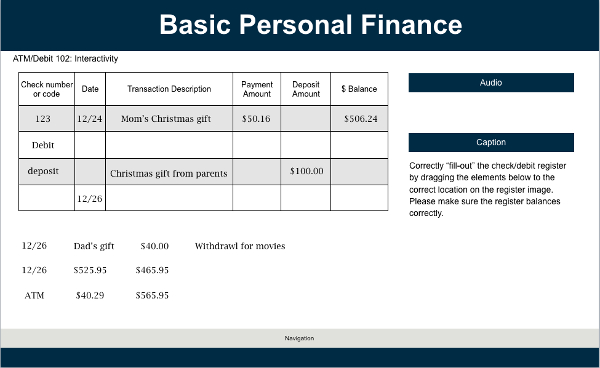 Basic Personal Finance
ATM/Debit 102: Interactivity
Check number or code Date Transaction Description Payment Amount Deposit Amount $ Balance
123 12/24 Mom's Christmas gift $50.16 $506.24
Debit
deposit Christmas gift from parents $100.00
12/26
12/26 Dad's gift $40.00 Withdrawl for movies
12/26 $525.95 $465.95
ATM $40.29 $565.95
Audio
Caption
Correctly "fill-out" the check/debit register
by dragging the elements below to the
correct location on the register image.
Please make sure the register balances
correctly.
Navigation